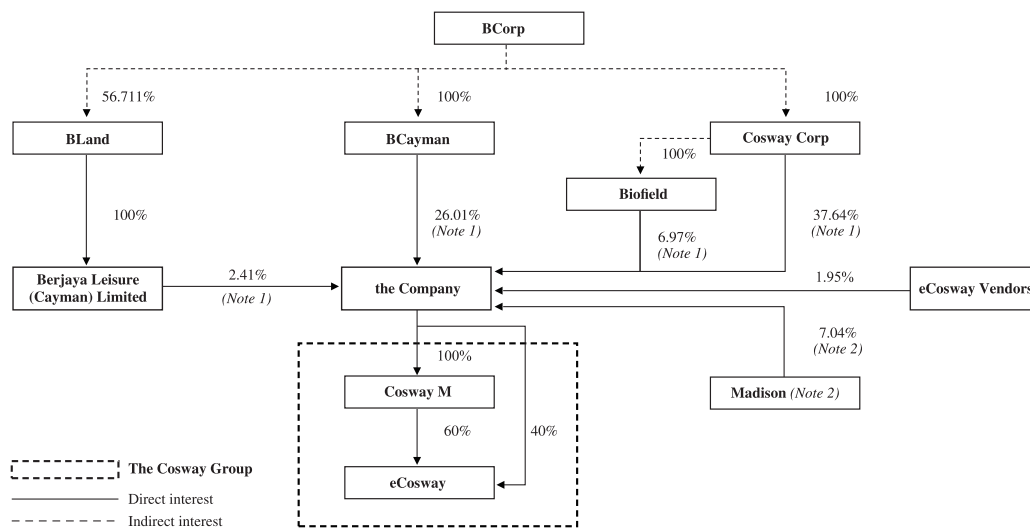 BCorp
56.711%
100%
100%
BLand
BCayman
Cosway Corp
100%
Biofield
100%
26.01%
(Note 1)
6.97%
(Note 1)
37.64%
(Note 1)
Berjaya Leisure
(Cayman) Limited
2.41%
(Note 1)
the Company
1.95%
eCosway Vendors
7.04%
(Note 2)
100%
Cosway M
Madison (Note 2)
60%
40%
eCosway
The Cosway Group
Direct interest
Indirect interest